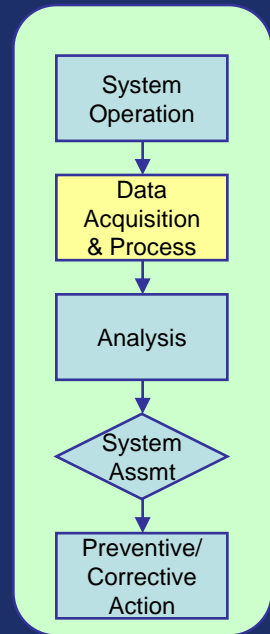 System
Operation
Data
Acquisition
& Process
Analysis
System
Assmt
Preventive/
Corrective
Action